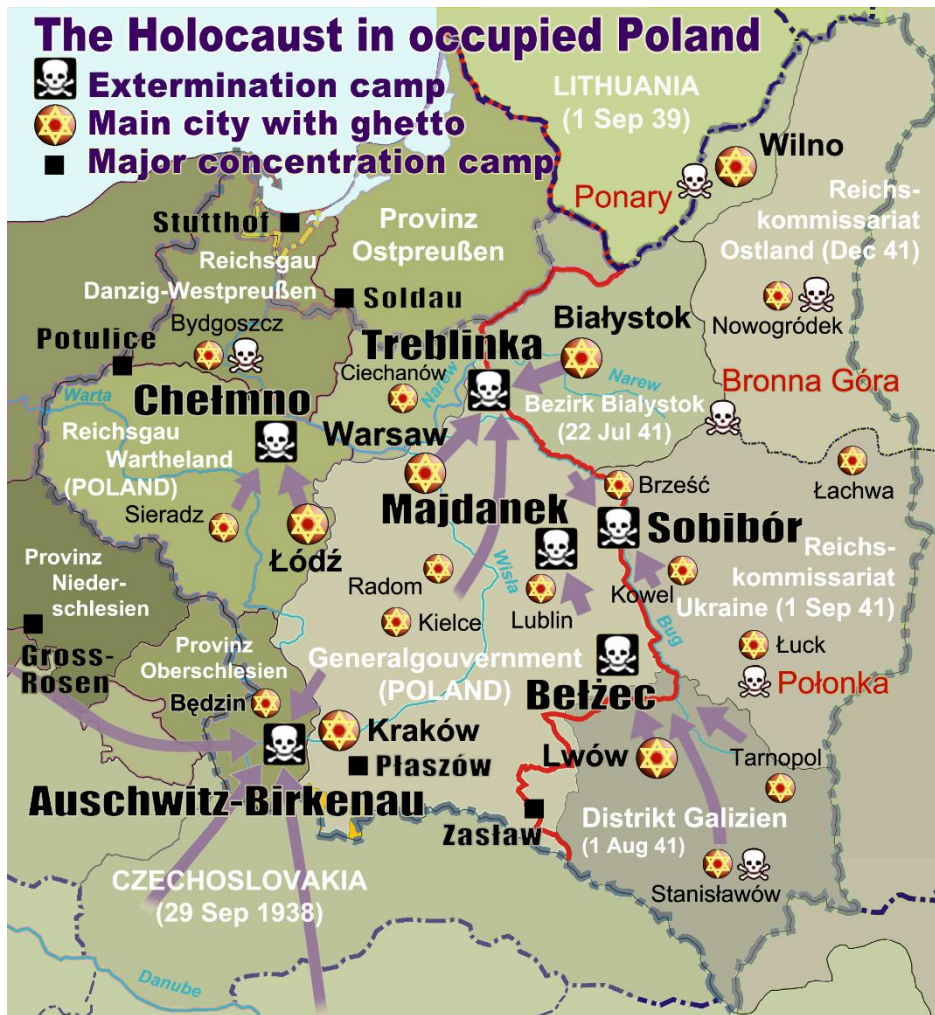 The Holocaust in occupied Poland
Extermination camp
Main city with ghetto
Major concentration camp
LITHUANIA
(1 Sep 39)
Wilno
Ponary
Reichs-
kommissariat
Ostland (Dec 41)
Stutthof
Provinz
Ostpreußen
Reichsgau
Danzig-Westpreußen
Soldau
Nowogródek
Bydgoszcz
Potulice
Treblinka
Białystok
Ciechanów
Narew
Narew
Bronna Góra
Warta
Chełmno
Bezirk Bialystok
(22 Jul 41)
Reichsgau
Wartheland
(POLAND)
Warsaw
Brześć
Łachwa
Sieradz
Łódź
Majdanek
Sobibór
Provinz
Nieder-
schlesien
Radom
Wisła
Kowel
Reichs-
kommissariat
Ukraine (1 Sep 41)
Kielce
Lublin
Bug
Łuck
Gross-
Rosen
Provinz
Oberschlesien
Generalgouvernment
(POLAND)
Bełżec
Połonka
Będzin
Kraków
Lwów
Tarnopol
Płaszów
Auschwitz-Birkenau
Zasław
Distrikt Galizien
(1 Aug 41)
Stanisławów
CZECHOSLOVAKIA
(29 Sep 1938)
Danube